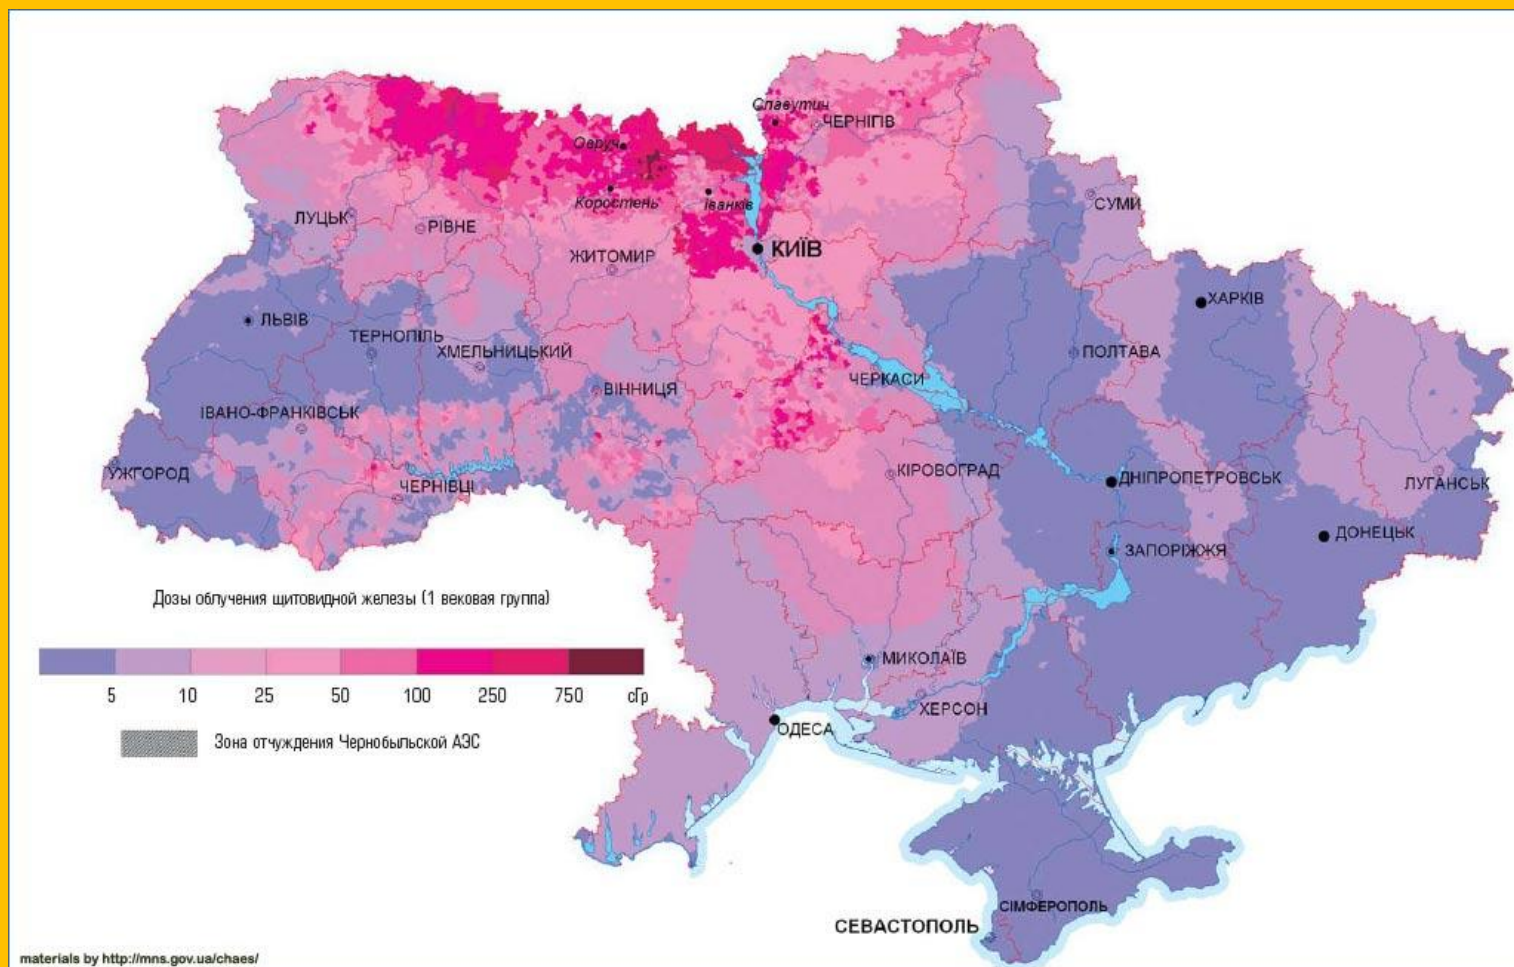 Славутич
ЧЕРНІГІВ
Овруч
Коростень
Іванків
СУМИ
ЛУЦЬК
РІВНЕ
КИЇВ
ЖИТОМИР
ХАРКІВ
ЛЬВІВ
ТЕРНОПІЛЬ
ХМЕЛЬНИЦЬКИЙ
ПОЛТАВА
ЧЕРКАСИ
ВІННИЦЯ
ІВАНО-ФРАНКІВСЬК
УЖГОРОД
ЧЕРНІВЦІ
КІРОВОГРАД
ДНІПРОПЕТРОВСЬК
ЛУГАНСЬК
ДОНЕЦЬК
ЗАПОРІЖЖЯ
Дозы облучения щитовидной железы (1 вековая группа)
5 10 25 50 100 250 750 сГр
Зона отчуждения Чернобыльской АЭС
МИКОЛАЇВ
ХЕРСОН
ОДЕСА
СІМФЕРОПОЛЬ
СЕВАСТОПОЛЬ
materials by http://mns.gov.ua/chaes/